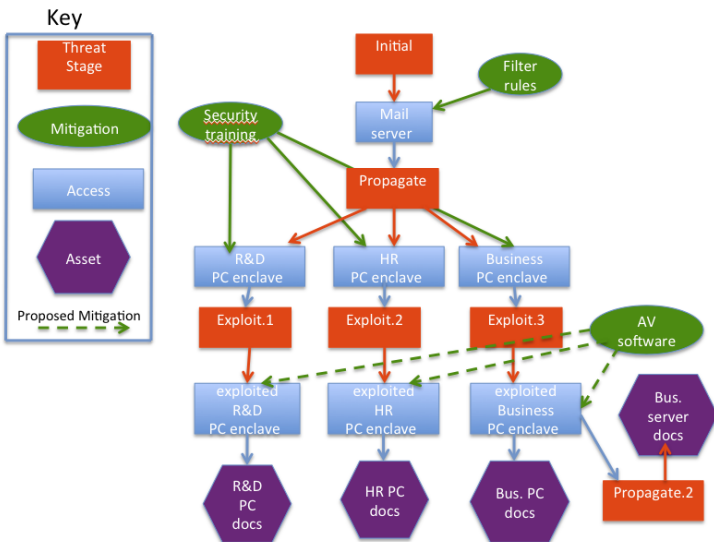 Key
Threat
Stage
Mitigation
Access
Asset
Proposed Mitigation
Initial
Filter
rules
Mail
server
Security
training
Propagate
R&D
PC enclave
HR
PC enclave
Business
PC enclave
Exploit.1
Exploit.2
Exploit.3
AV
software
exploited
R&D
PC enclave
exploited
HR
PC enclave
exploited
Business
PC enclave
Bus.
server
docs
R&D
PC
docs
HR PC
docs
Bus. PC
docs
Propagate.2